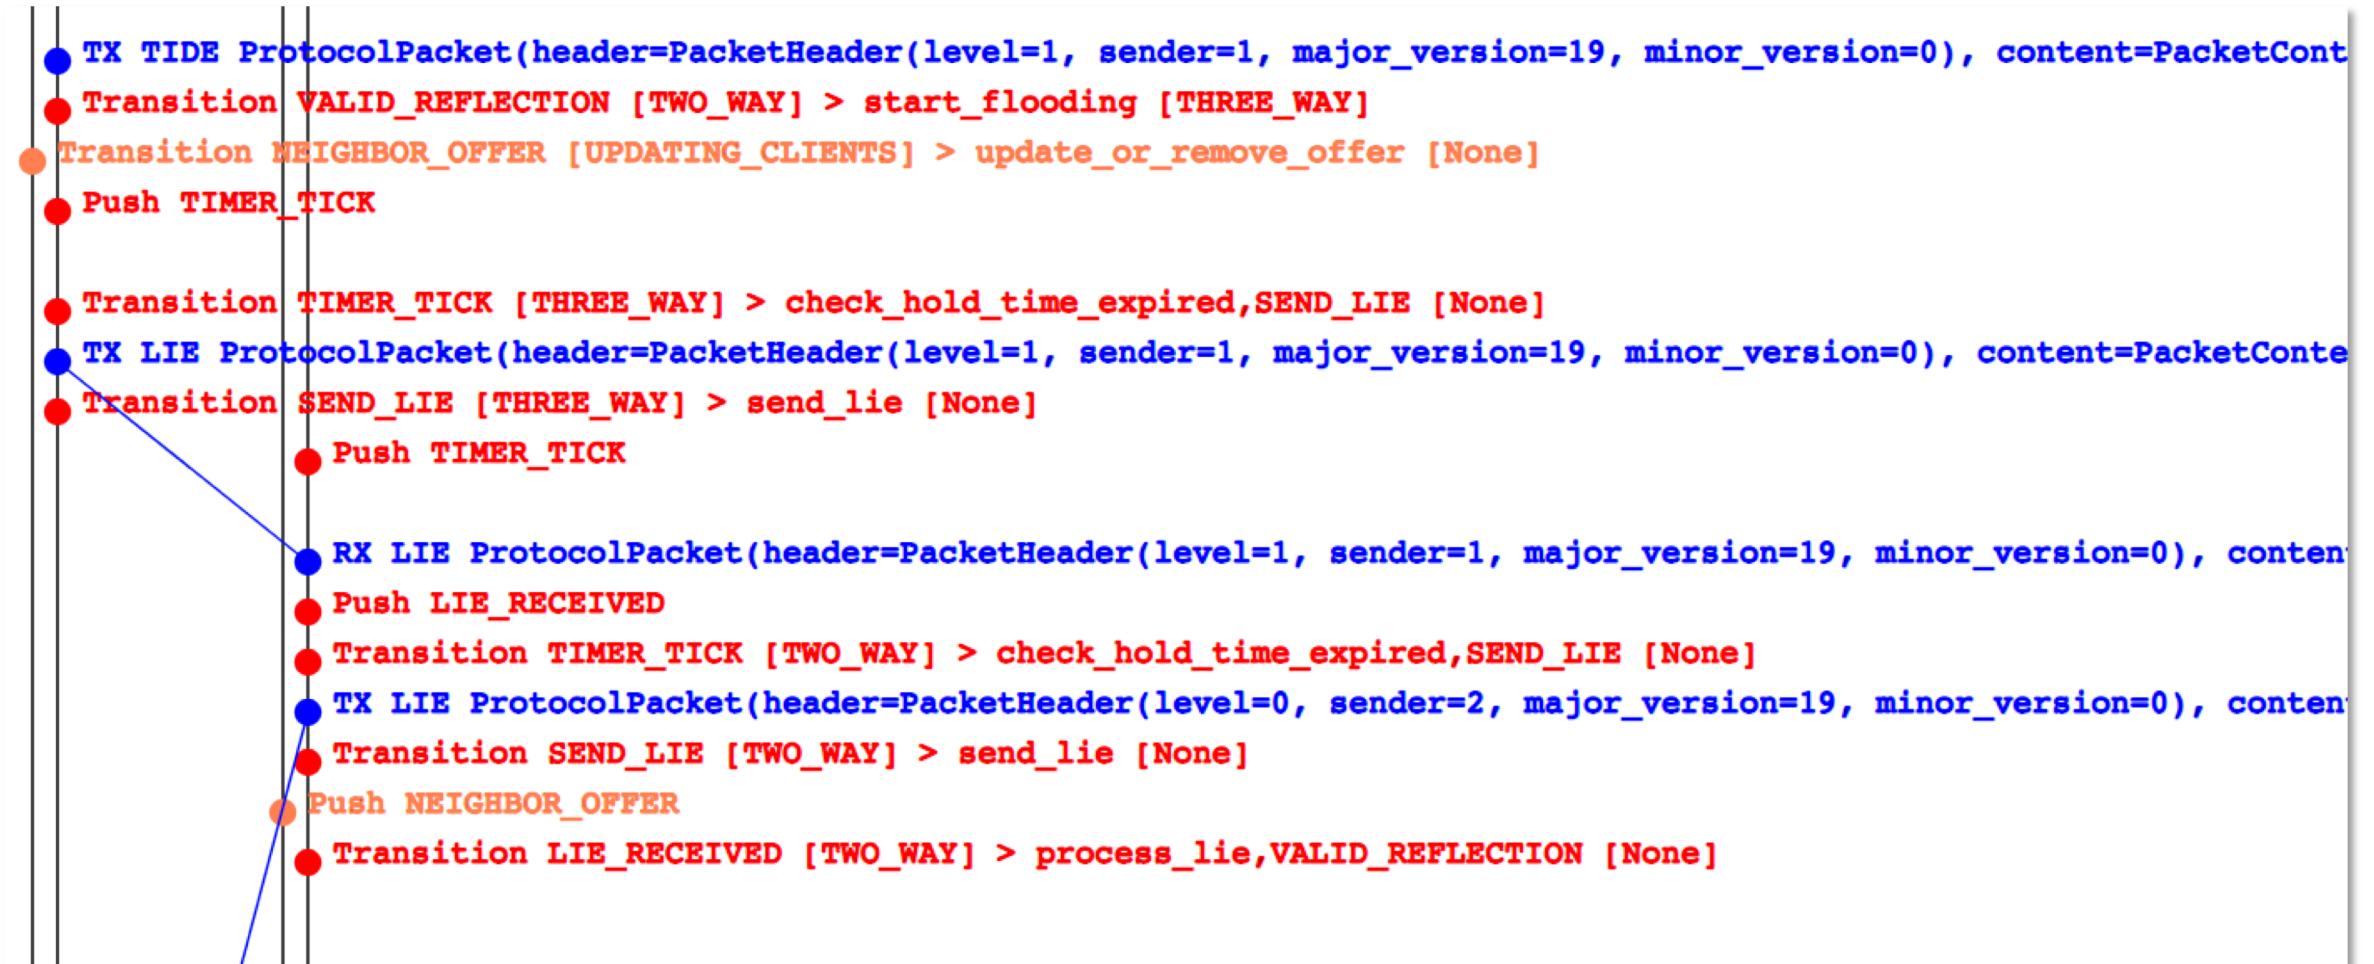 TX TIDE ProtocolPacket(header=PacketHeader(level=1, sender=1, major_version=19, minor_version=0), content=PacketCont
Transition VALID_REFLECTION [TWO_WAY] > start_flooding [THREE_WAY]
Transition NEIGHBOR_OFFER [UPDATING_CLIENTS] > update_or_remove_offer [None]
Push TIMER_TICK
Transition TIMER_TICK [THREE_WAY] > check_hold_time_expired,SEND_LIE [None]
TX LIE ProtocolPacket(header=PacketHeader(level=1, sender=1, major_version=19, minor_version=0), content=PacketConte
Transition SEND_LIE [THREE_WAY] > send_lie [None]
Push TIMER_TICK
RX LIE ProtocolPacket(header=PacketHeader(level=1, sender=1, major_version=19, minor_version=0), conten
Push LIE_RECEIVED
Transition TIMER_TICK [TWO_WAY] > check_hold_time_expired,SEND_LIE [None]
TX LIE ProtocolPacket(header=PacketHeader(level=0, sender=2, major_version=19, minor_version=0), conten
Transition SEND_LIE [TWO_WAY] > send_lie [None]
Push NEIGHBOR_OFFER
Transition LIE_RECEIVED [TWO_WAY] > process_lie,VALID_REFLECTION [None]